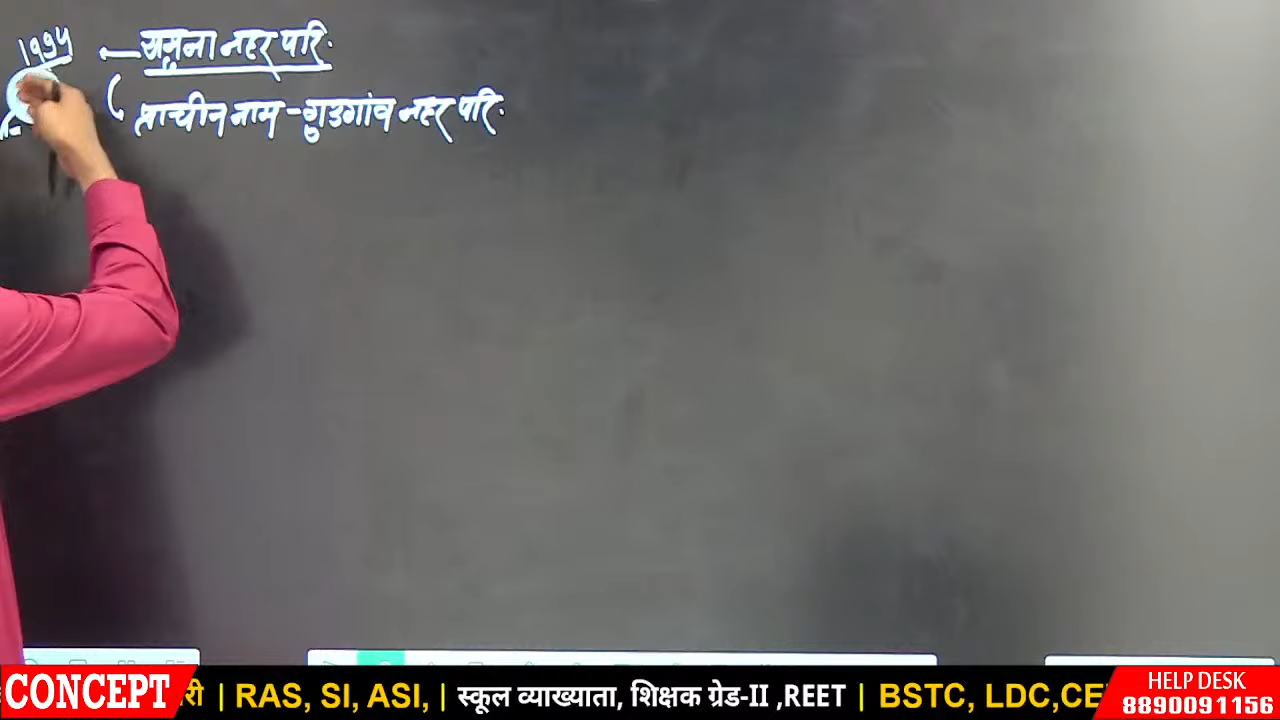 १९९५ — यमुना नहर परि.
प्राचीन नाम - गुडगांव नहर परि.
CONCEPT री | RAS, SI, ASI, | स्कूल व्याख्याता, शिक्षक ग्रेड-II ,REET | BSTC, LDC,CE
HELP DESK
8890091156